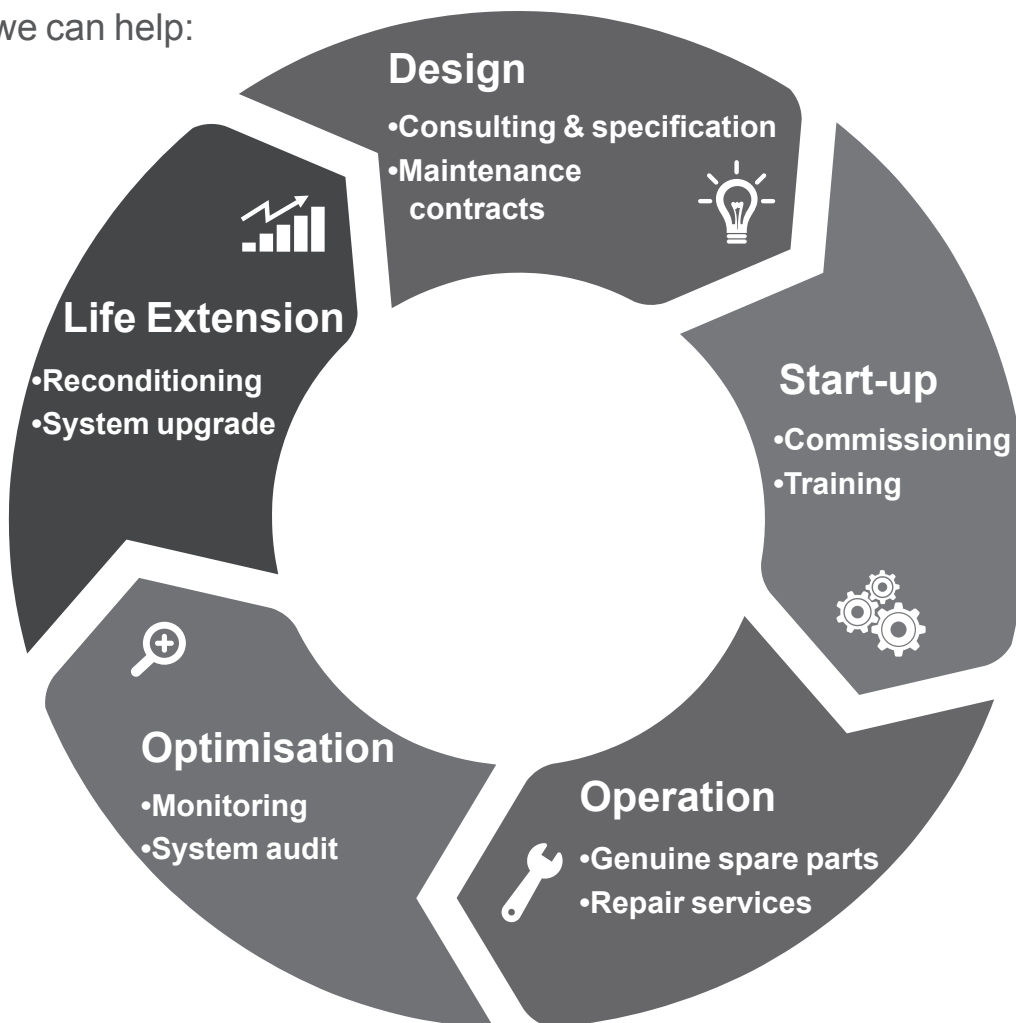 we can help:
Design
•Consulting & specification
•Maintenance
contracts
Start-up
•Commissioning
•Training
Operation
•Genuine spare parts
•Repair services
Optimisation
•Monitoring
•System audit
Life Extension
•Reconditioning
•System upgrade